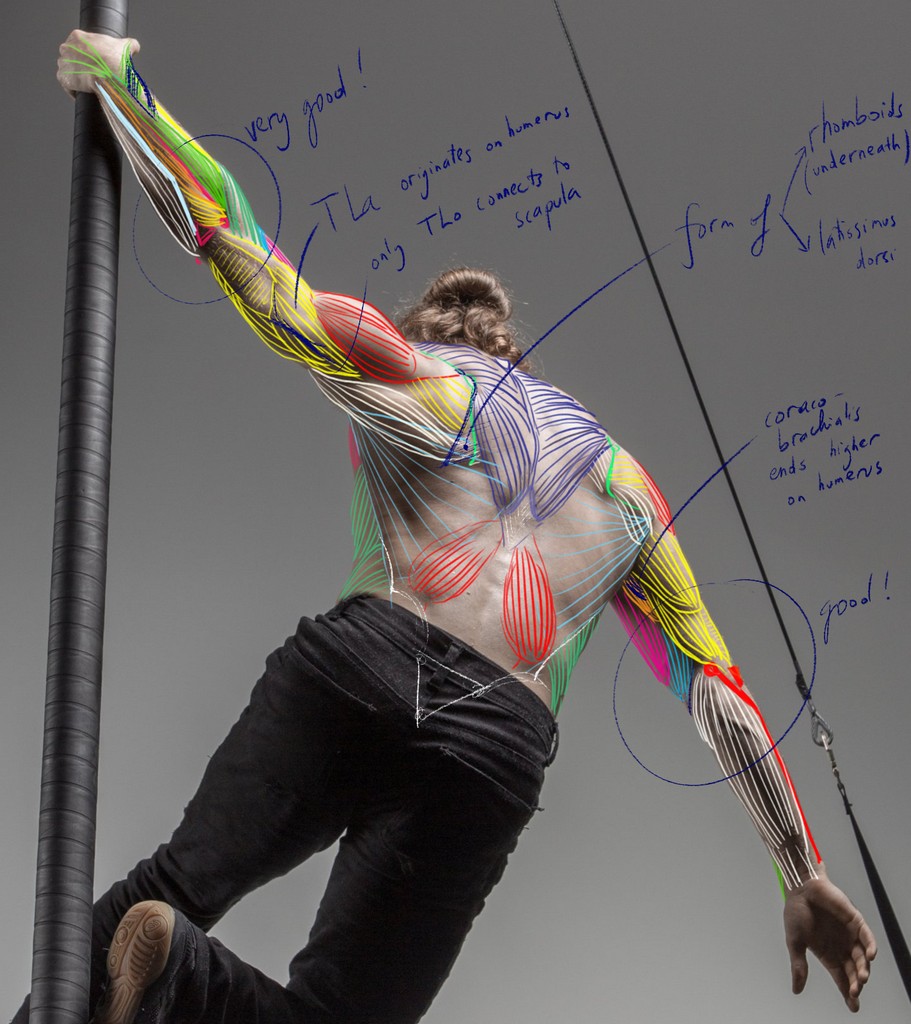 very good!
TLa originates on humerus
only TLo connects to
scapula
form of
rhomboids
(underneath)
latissimus
dorsi
coraco-
brachialis
ends higher
on humerus
good!